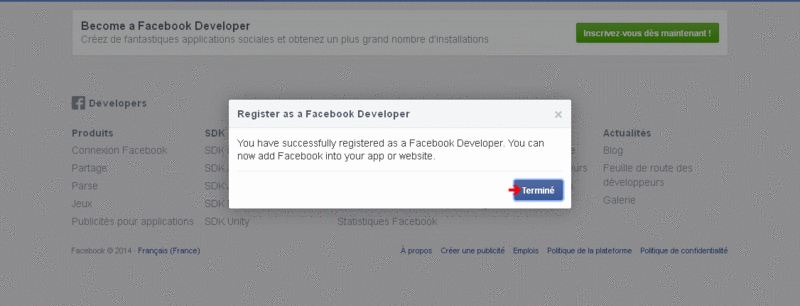 Become a Facebook Developer
Créez de fantastiques applications sociales et obtenez un plus grand nombre d'installations
Inscrivez-vous dès maintenant !
Developers
Register as a Facebook Developer
×
You have successfully registered as a Facebook Developer. You can
now add Facebook into your app or website.
Terminé
Produits
Connexion Facebook
Partage
Parse
Jeux
Publicités pour applications
SDK
SDK
SDK
SDK
SDK Unity
Statistiques Facebook
Actualités
Blog
Feuille de route des
développeurs
Galerie
Facebook © 2014 · Français (France)
À propos Créer une publicité Emplois Politique de la plateforme Politique de confidentialité